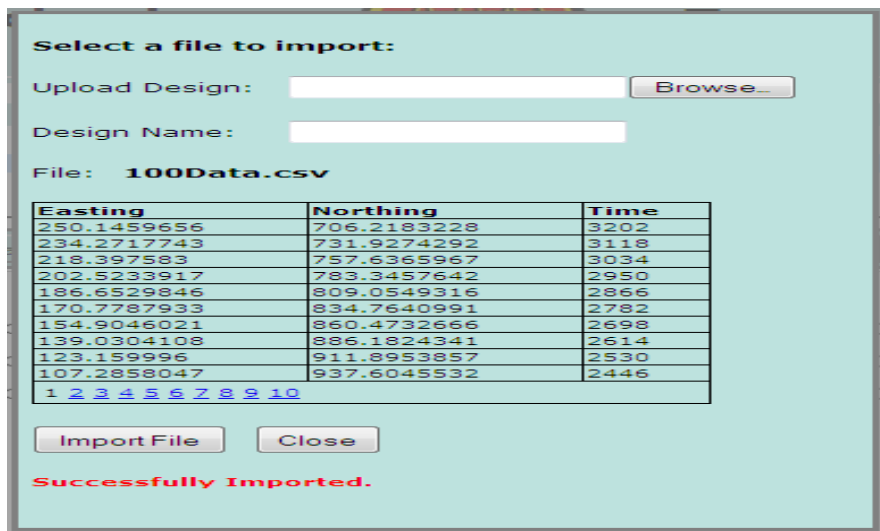 Select a file to import:
Upload Design: Browse...
Design Name:
File: 100Data.csv
Easting Northing Time
250.1459656 706.2183228 3202
234.2717743 731.9274292 3118
218.397583 757.6365967 3034
202.5233917 783.3457642 2950
186.6529846 809.0549316 2866
170.7787933 834.7640991 2782
154.9046021 860.4732666 2698
139.0304108 886.1824341 2614
123.159996 911.8953857 2530
107.2858047 937.6045532 2446
1 2 3 4 5 6 7 8 9 10
Import File Close
Successfully Imported.